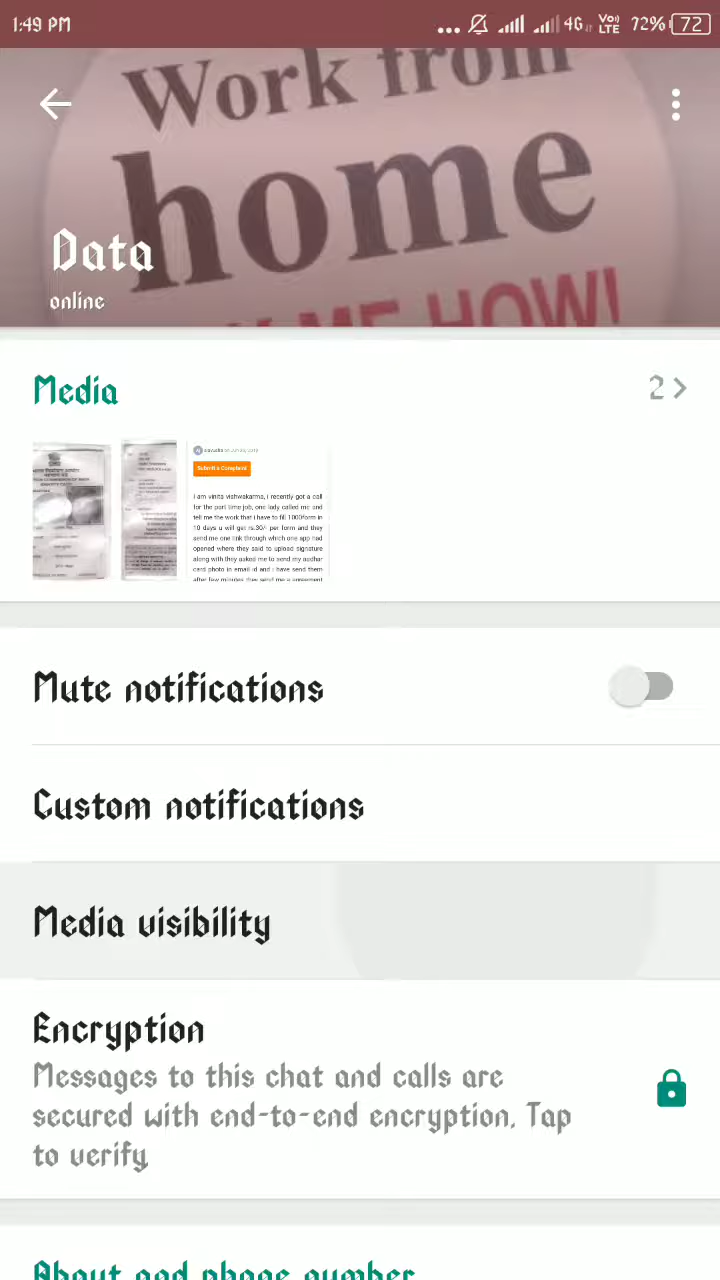 1:49 PM
4G
Vo)) LTE
72%
72
Work from
home
ME HOW!
Data
online
Media
2
Submit a Complaint
I am vinita vishwakarma, i recently got a call
for the part time job, one lady called me and
tell me the work that i have to fill 1000form in
10 days u will get rs.30/- per form and they
send me one link through which one app had
opened where they said to upload signature
along with they asked me to send my aadhar
card photo in email id and i have send them
after few minutes they send me a agreement
Mute notifications
Custom notifications
Media visibility
Encryption
Messages to this chat and calls are
secured with end-to-end encryption. Tap
to verify
About and phone number